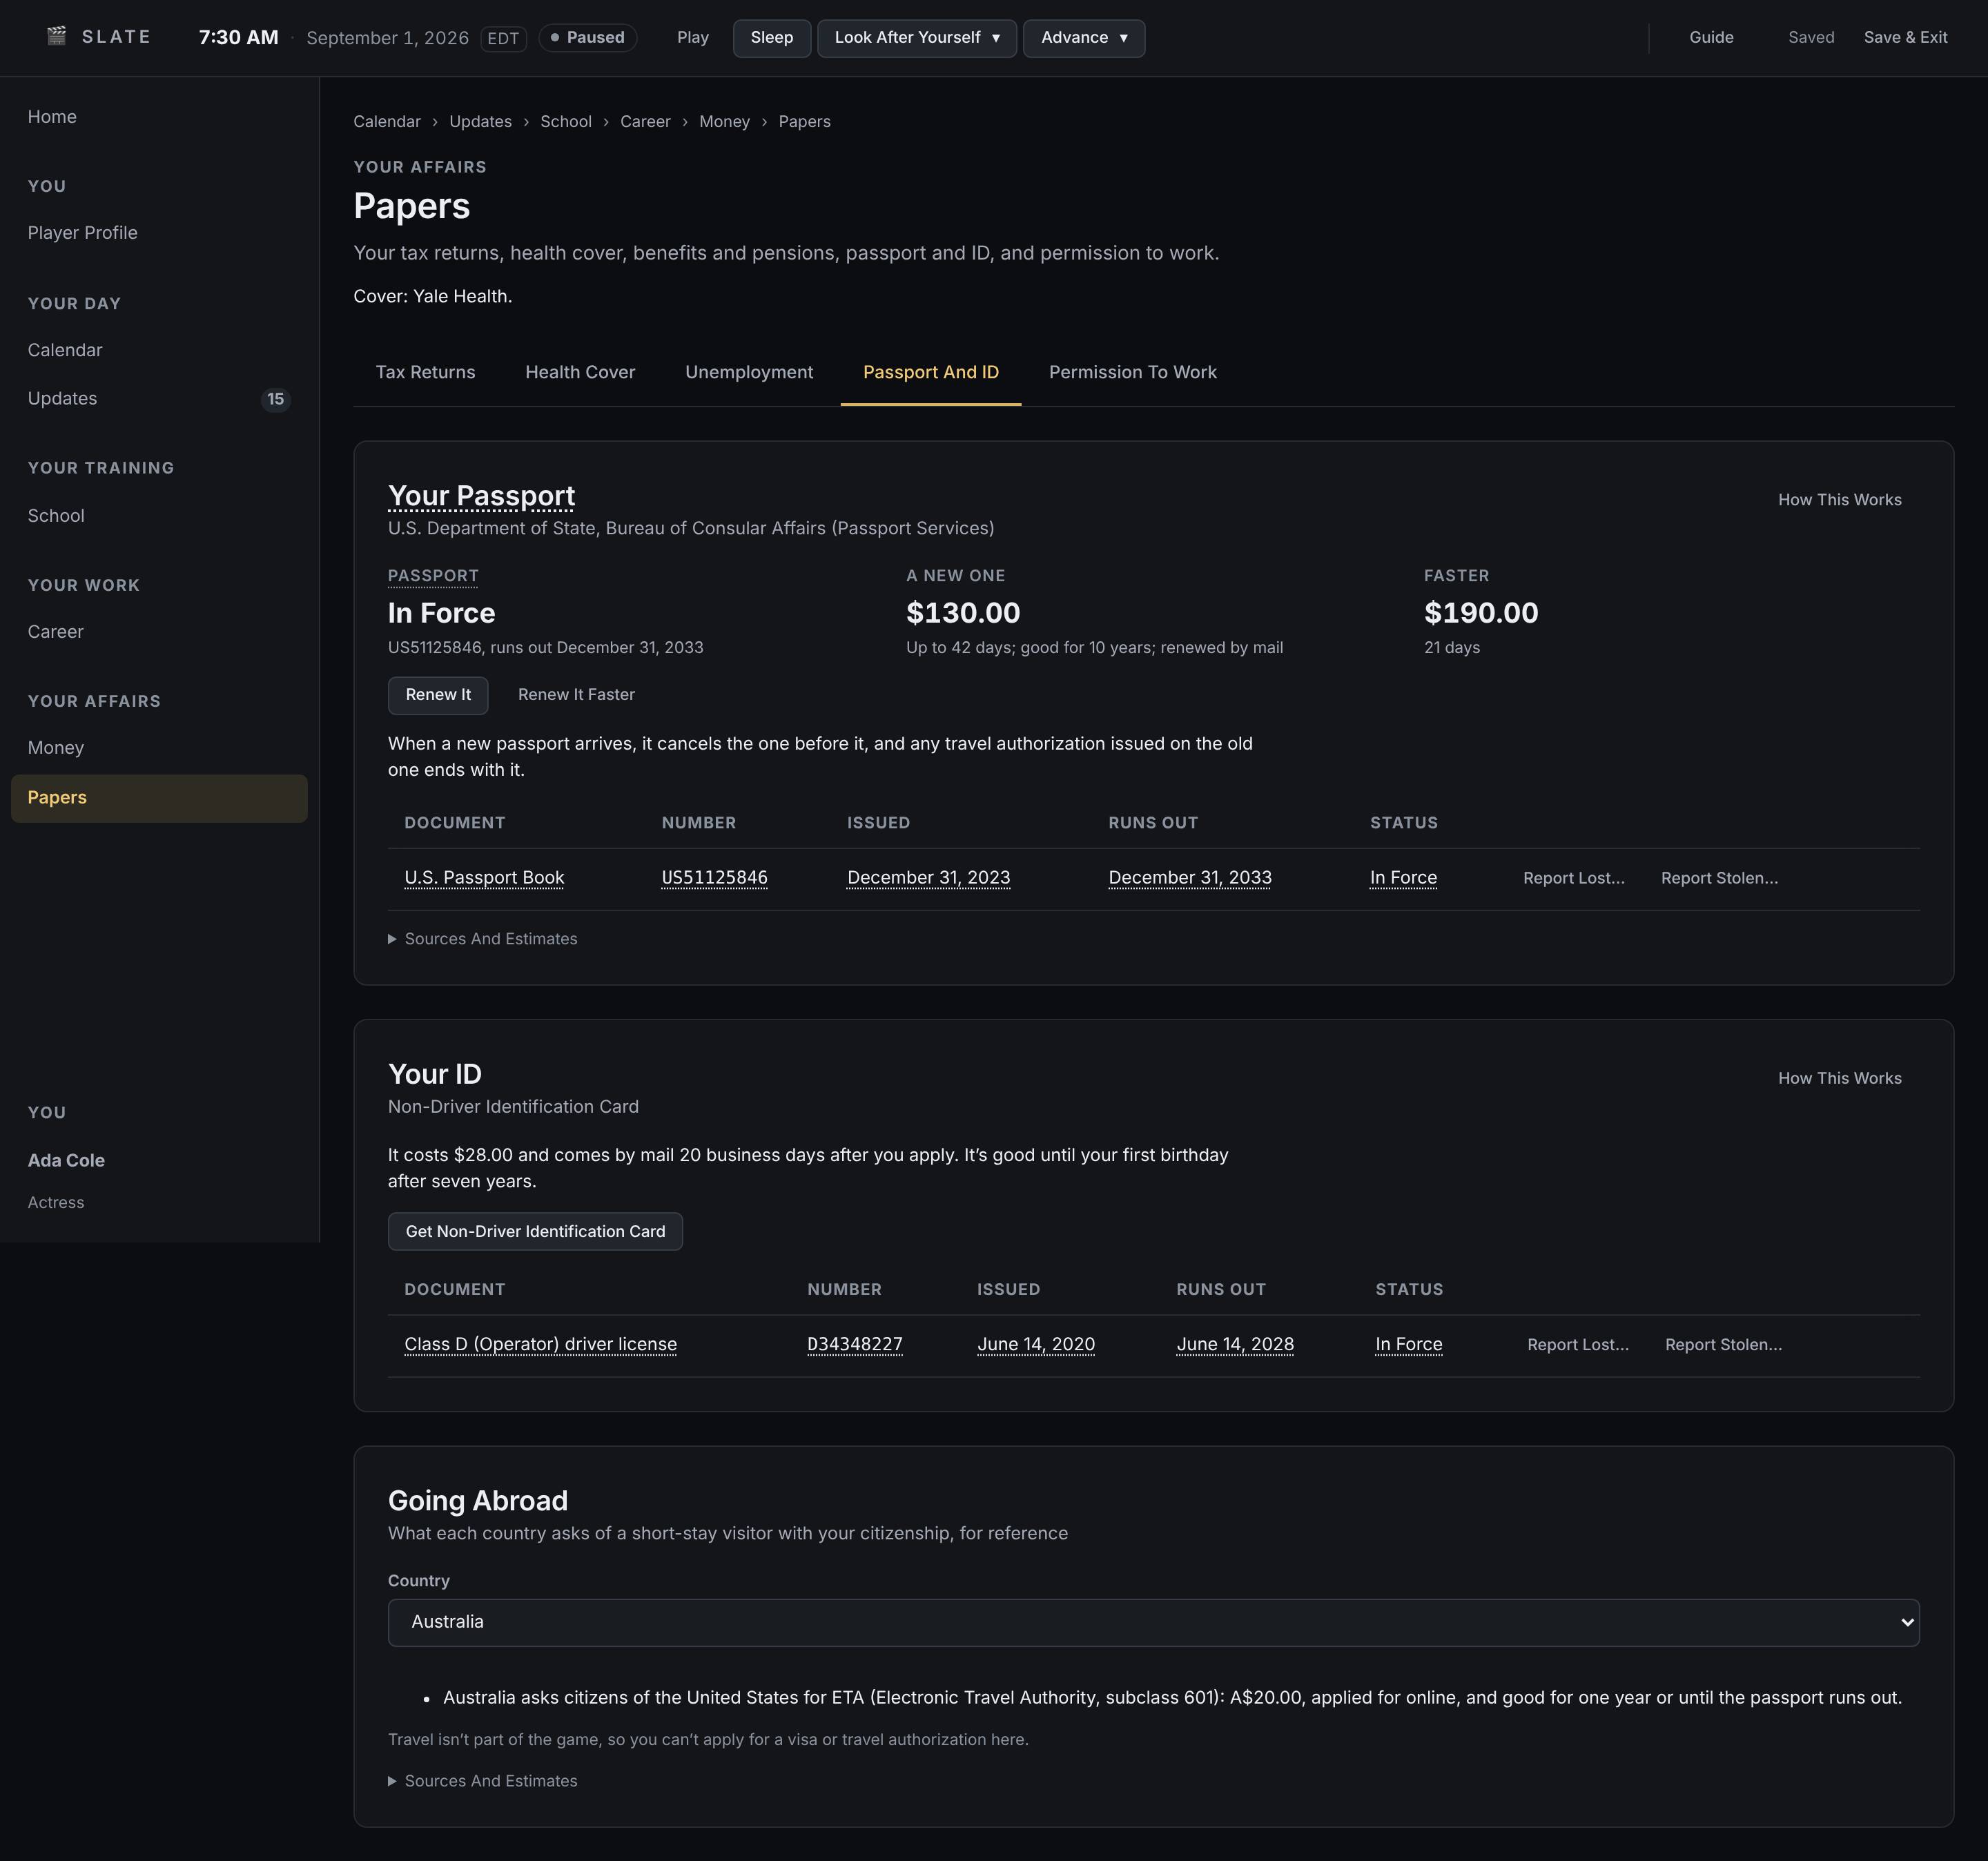 SLATE
7:30 AM · September 1, 2026 EDT Paused Play Sleep Look After Yourself ▾ Advance ▾ Guide Saved Save & Exit
Home
YOU
Player Profile
YOUR DAY
Calendar
Updates 15
YOUR TRAINING
School
YOUR WORK
Career
YOUR AFFAIRS
Money
Papers
YOU
Ada Cole
Actress
Calendar › Updates › School › Career › Money › Papers
YOUR AFFAIRS
Papers
Your tax returns, health cover, benefits and pensions, passport and ID, and permission to work.
Cover: Yale Health.
Tax Returns Health Cover Unemployment Passport And ID Permission To Work
Your Passport How This Works
U.S. Department of State, Bureau of Consular Affairs (Passport Services)
PASSPORT A NEW ONE FASTER
In Force $130.00 $190.00
US51125846, runs out December 31, 2033 Up to 42 days; good for 10 years; renewed by mail 21 days
Renew It Renew It Faster
When a new passport arrives, it cancels the one before it, and any travel authorization issued on the old
one ends with it.
DOCUMENT NUMBER ISSUED RUNS OUT STATUS
U.S. Passport Book US51125846 December 31, 2023 December 31, 2033 In Force Report Lost... Report Stolen...
▶ Sources And Estimates
Your ID How This Works
Non-Driver Identification Card
It costs $28.00 and comes by mail 20 business days after you apply. It’s good until your first birthday
after seven years.
Get Non-Driver Identification Card
DOCUMENT NUMBER ISSUED RUNS OUT STATUS
Class D (Operator) driver license D34348227 June 14, 2020 June 14, 2028 In Force Report Lost... Report Stolen...
Going Abroad
What each country asks of a short-stay visitor with your citizenship, for reference
Country
Australia
• Australia asks citizens of the United States for ETA (Electronic Travel Authority, subclass 601): A$20.00, applied for online, and good for one year or until the passport runs out.
Travel isn’t part of the game, so you can’t apply for a visa or travel authorization here.
▶ Sources And Estimates